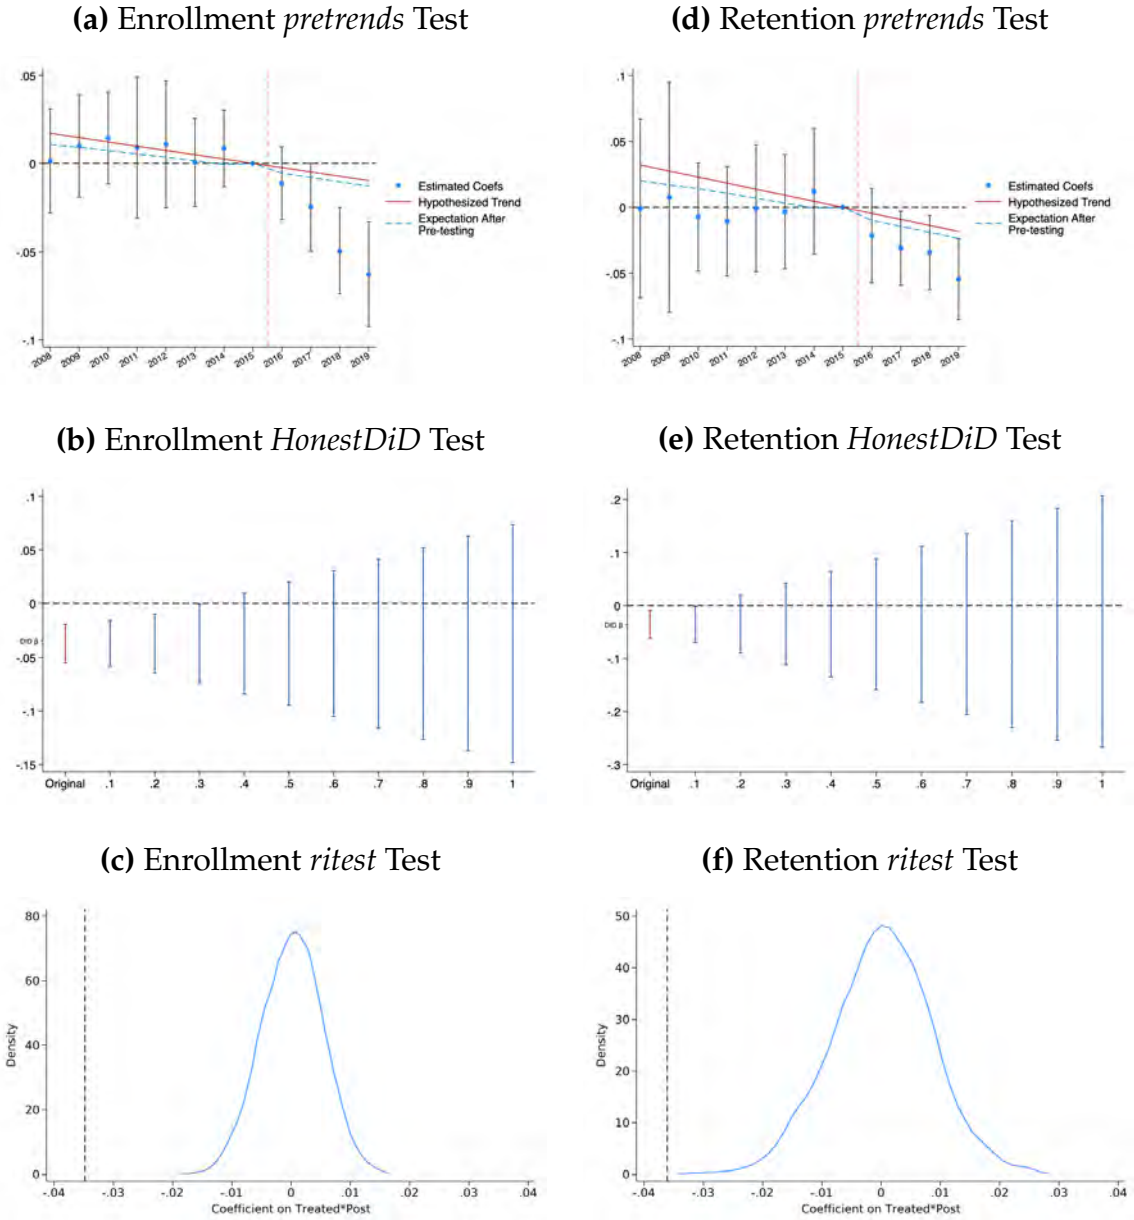 (a) Enrollment pretrends Test
.05
0
-.05
-.1
2008 2009 2010 2011 2012 2013 2014 2015 2016 2017 2018 2019
Estimated Coefs
Hypothesized Trend
Expectation After
Pre-testing
(d) Retention pretrends Test
.1
.05
0
-.05
-.1
2008 2009 2010 2011 2012 2013 2014 2015 2016 2017 2018 2019
Estimated Coefs
Hypothesized Trend
Expectation After
Pre-testing
(b) Enrollment HonestDiD Test
.1
.05
0
DID β
-.05
-.1
-.15
Original .1 .2 .3 .4 .5 .6 .7 .8 .9 1
(e) Retention HonestDiD Test
.2
.1
0
DID β
-.1
-.2
-.3
Original .1 .2 .3 .4 .5 .6 .7 .8 .9 1
(c) Enrollment ritest Test
80
60
40
20
0
Density
-.04 -.03 -.02 -.01 0 .01 .02 .03 .04
Coefficient on Treated*Post
(f) Retention ritest Test
50
40
30
20
10
0
Density
-.04 -.03 -.02 -.01 0 .01 .02 .03 .04
Coefficient on Treated*Post